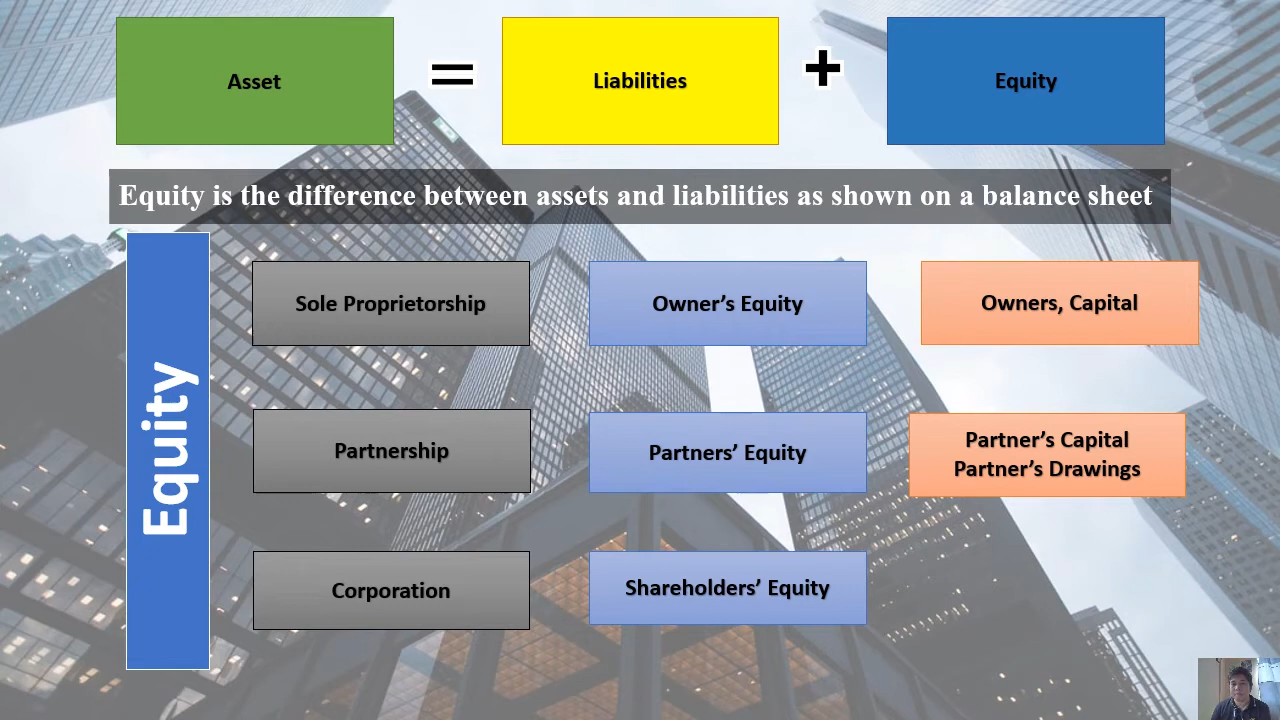 Asset
=
Liabilities
+
Equity
Equity is the difference between assets and liabilities as shown on a balance sheet
Equity
Sole Proprietorship
Owner’s Equity
Owners, Capital
Partnership
Partners’ Equity
Partner’s Capital
Partner’s Drawings
Corporation
Shareholders’ Equity